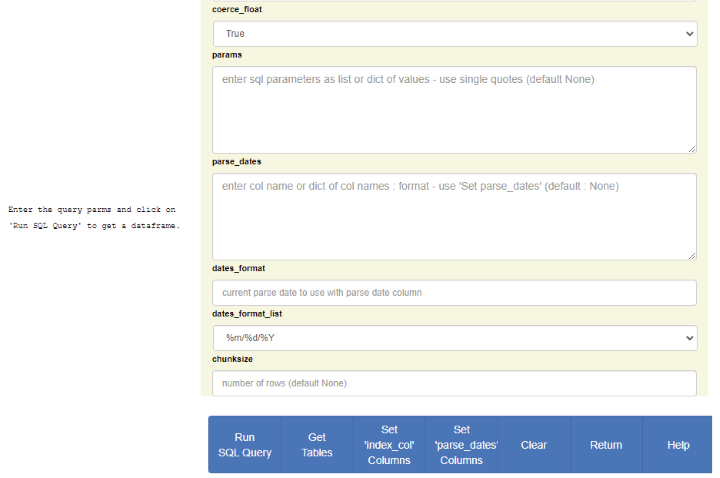 coerce_float
True
params
enter sql parameters as list or dict of values - use single quotes (default None)
parse_dates
enter col name or dict of col names : format - use 'Set parse_dates' (default : None)
Enter the query parms and click on
'Run SQL Query' to get a dataframe.
dates_format
current parse date to use with parse date column
dates_format_list
%m/%d/%Y
chunksize
number of rows (default None)
Run
SQL Query
Get
Tables
Set
'index_col'
Columns
Set
'parse_dates'
Columns
Clear
Return
Help